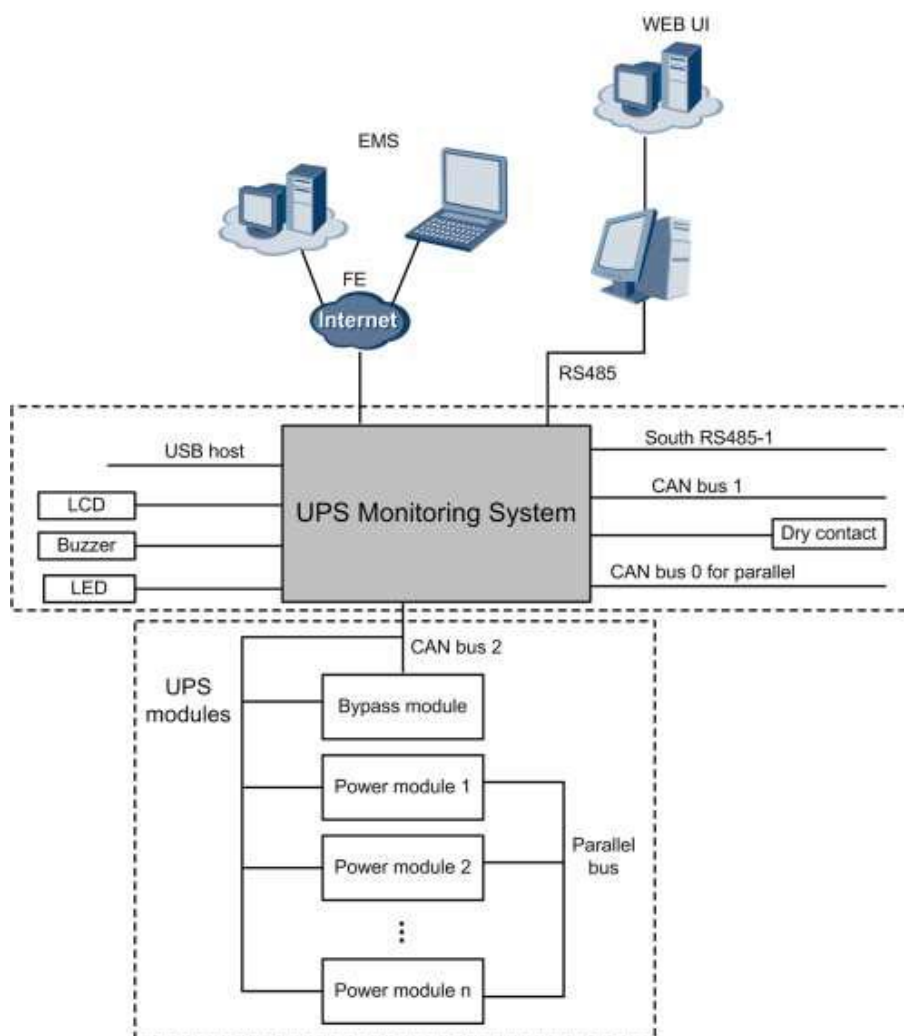 WEB UI
EMS
FE
Internet
RS485
USB host
South RS485-1
LCD
CAN bus 1
UPS Monitoring System
Buzzer
Dry contact
LED
CAN bus 0 for parallel
CAN bus 2
UPS
modules
Bypass module
Power module 1
Power module 2
Parallel
bus
⋮
Power module n